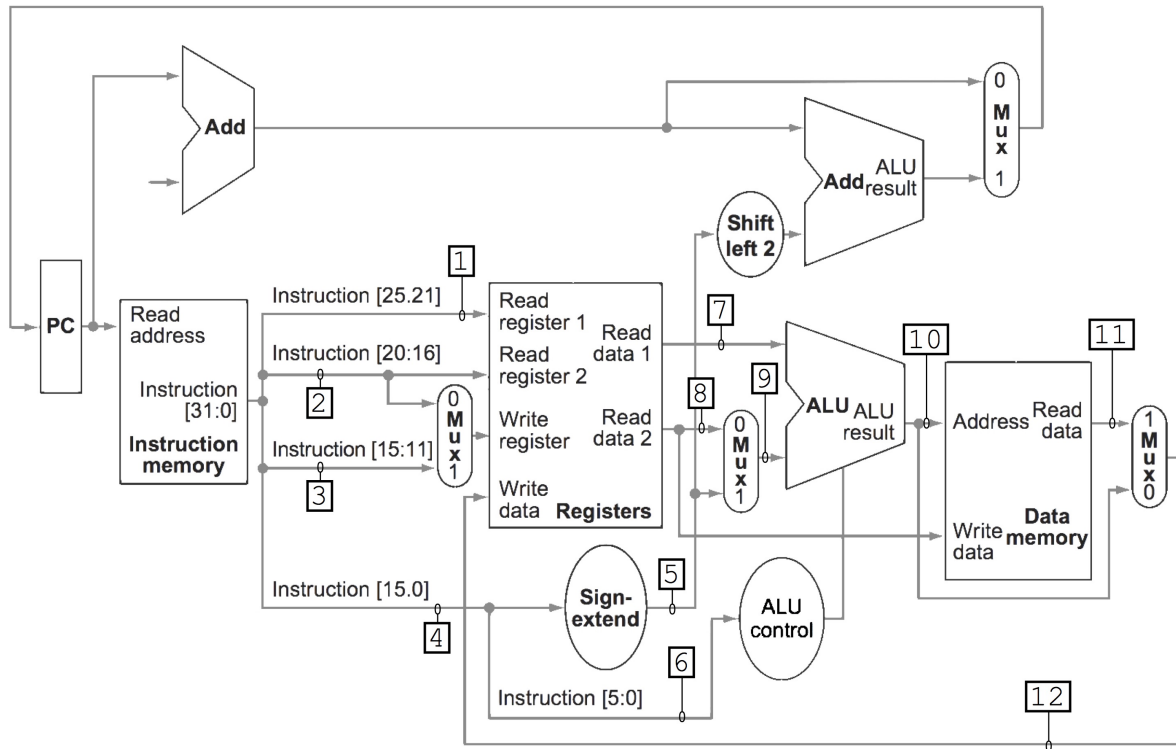 0
M
u
x
1
Add
ALU
Add result
Shift
left 2
1
Instruction [25.21]
Read
register 1
Read
data 1
7
PC
Read
address
Instruction [20:16]
Read
register 2
2
Instruction
[31:0]
Instruction
memory
0
M
u
x
1
Write
register
Read
data 2
8
0
M
u
x
1
9
ALU
ALU
result
10
Address
Read
data
11
1
M
u
x
0
Instruction [15:11]
3
Write
data
Registers
Write
data
Data
memory
Instruction [15.0]
4
Sign-
extend
5
ALU
control
6
Instruction [5:0]
12